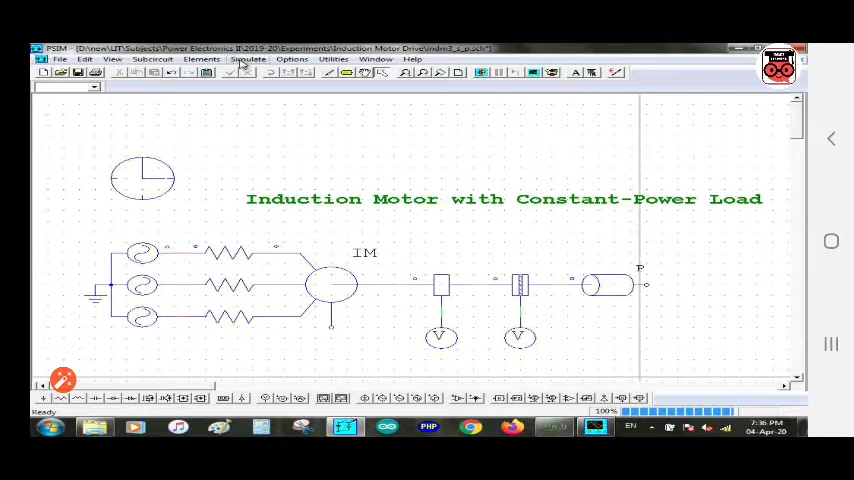 PSIM - [D:\new\LIT\Subjects\Power Electronics II\2019-20\Experiments\Induction Motor Drive\indm3_s_p.sch*]
File Edit View Subcircuit Elements Simulate Options Utilities Window Help
Induction Motor with Constant-Power Load
IM
P
V V
Ready
100%
PHP
EN
7:36 PM
04-Apr-20